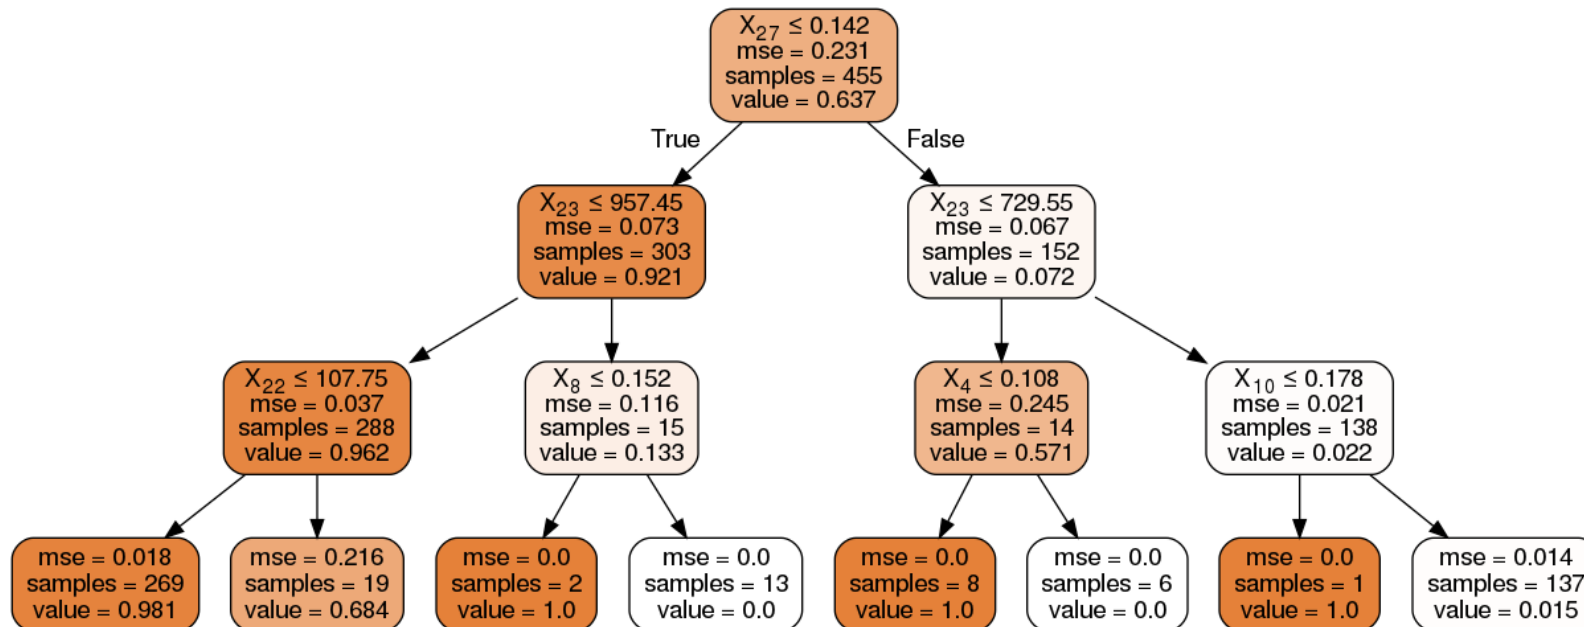 X₂₇ ≤ 0.142
mse = 0.231
samples = 455
value = 0.637
True
False
X₂₃ ≤ 957.45
mse = 0.073
samples = 303
value = 0.921
X₂₃ ≤ 729.55
mse = 0.067
samples = 152
value = 0.072
X₂₂ ≤ 107.75
mse = 0.037
samples = 288
value = 0.962
X₈ ≤ 0.152
mse = 0.116
samples = 15
value = 0.133
X₄ ≤ 0.108
mse = 0.245
samples = 14
value = 0.571
X₁₀ ≤ 0.178
mse = 0.021
samples = 138
value = 0.022
mse = 0.018
samples = 269
value = 0.981
mse = 0.216
samples = 19
value = 0.684
mse = 0.0
samples = 2
value = 1.0
mse = 0.0
samples = 13
value = 0.0
mse = 0.0
samples = 8
value = 1.0
mse = 0.0
samples = 6
value = 0.0
mse = 0.0
samples = 1
value = 1.0
mse = 0.014
samples = 137
value = 0.015